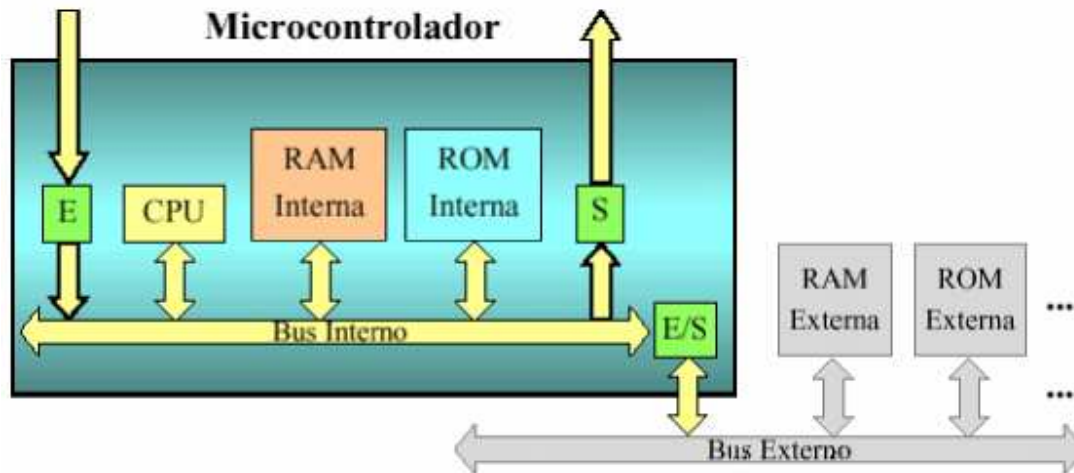 Microcontrolador
E
CPU
RAM
Interna
ROM
Interna
S
Bus Interno
E/S
RAM
Externa
ROM
Externa
...
...
Bus Externo